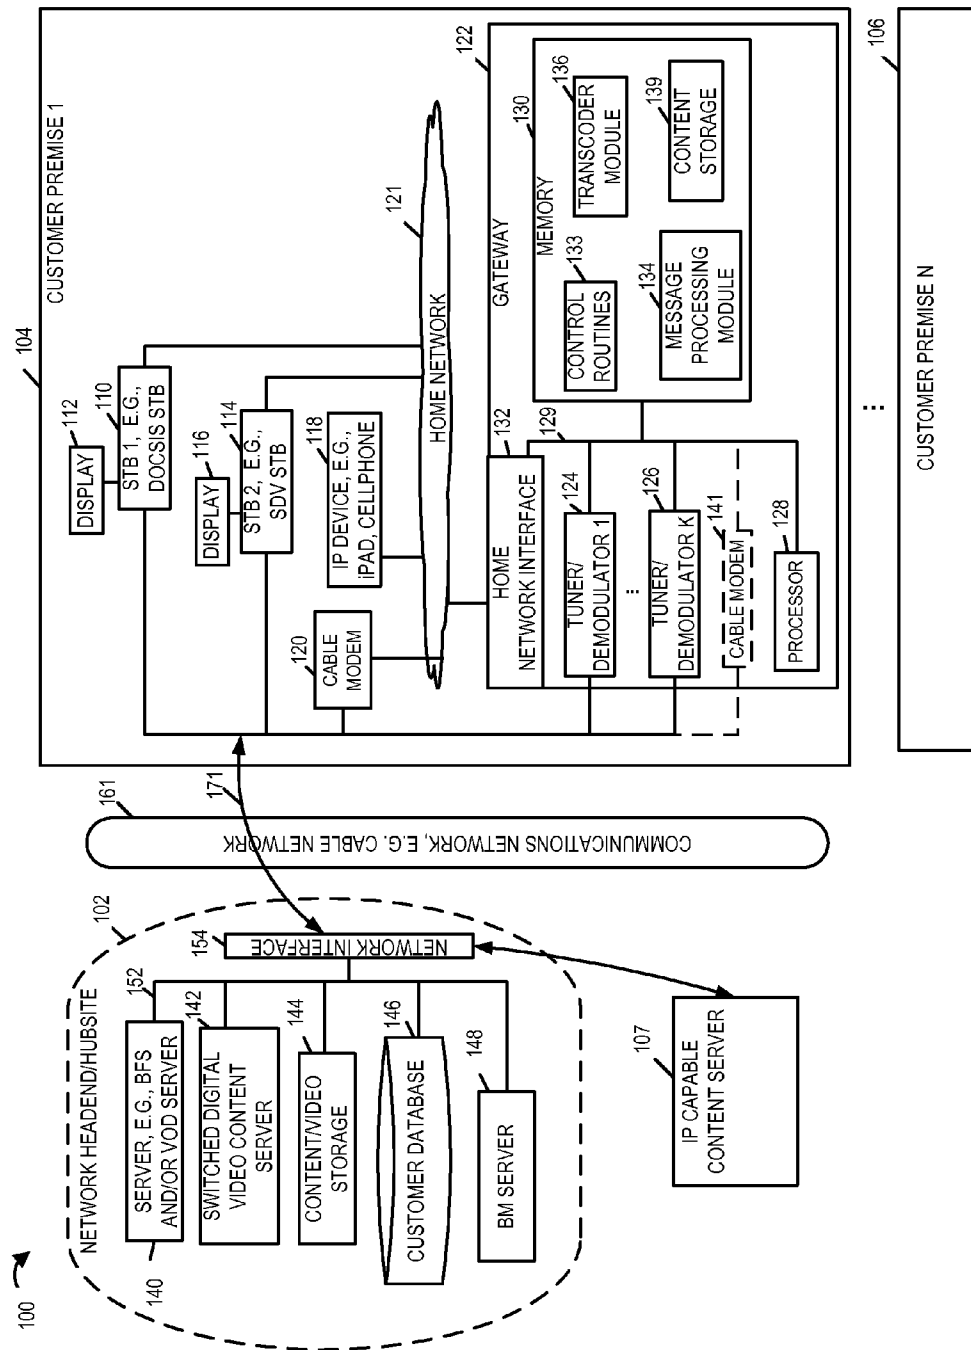 100
NETWORK HEADEND/HUBSITE
102
SERVER, E.G., BFS
AND/OR VOD SERVER
140
152
SWITCHED DIGITAL
VIDEO CONTENT
SERVER
142
CONTENT/VIDEO
STORAGE
144
CUSTOMER DATABASE
146
BM SERVER
148
NETWORK INTERFACE
154
IP CAPABLE
CONTENT SERVER
107
COMMUNICATIONS NETWORK, E.G. CABLE NETWORK
161
171
104
CUSTOMER PREMISE 1
DISPLAY
112
STB 1, E.G.,
DOCSIS STB
110
DISPLAY
116
STB 2, E.G.,
SDV STB
114
IP DEVICE, E.G.,
iPAD, CELLPHONE
118
CABLE
MODEM
120
HOME NETWORK
121
GATEWAY
122
HOME
NETWORK INTERFACE
132
129
TUNER/
DEMODULATOR 1
124
...
TUNER/
DEMODULATOR K
126
CABLE MODEM
141
PROCESSOR
128
MEMORY
130
CONTROL
ROUTINES
133
TRANSCODER
MODULE
136
MESSAGE
PROCESSING
MODULE
134
CONTENT
STORAGE
139
...
CUSTOMER PREMISE N
106